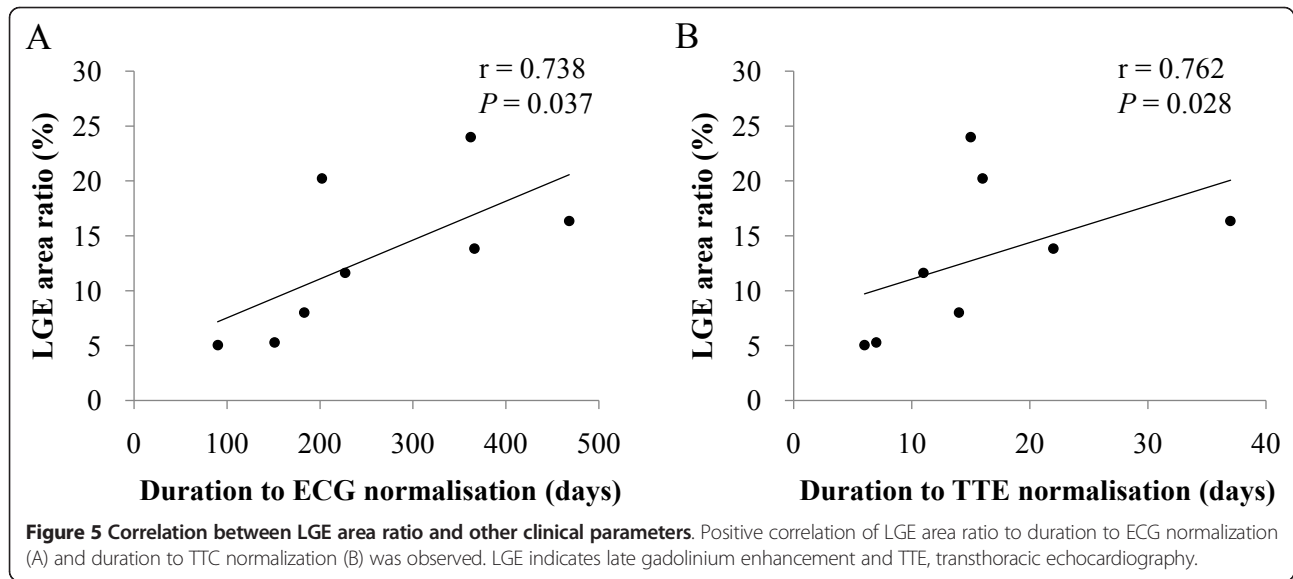 A
r = 0.738
P = 0.037
LGE area ratio (%)
30
25
20
15
10
5
0
0 100 200 300 400 500
Duration to ECG normalisation (days)
B
r = 0.762
P = 0.028
LGE area ratio (%)
30
25
20
15
10
5
0
0 10 20 30 40
Duration to TTE normalisation (days)
Figure 5 Correlation between LGE area ratio and other clinical parameters. Positive correlation of LGE area ratio to duration to ECG normalization
(A) and duration to TTC normalization (B) was observed. LGE indicates late gadolinium enhancement and TTE, transthoracic echocardiography.